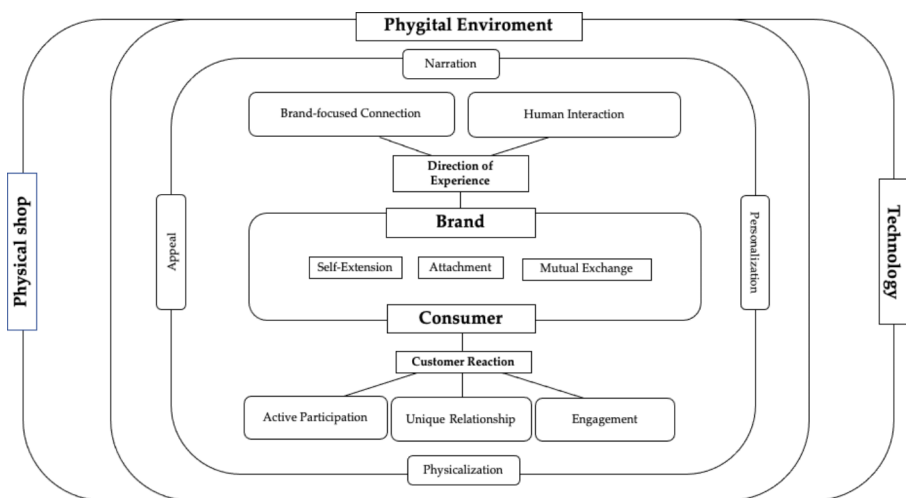 Phygital Enviroment
Narration
Brand-focused Connection
Human Interaction
Direction of
Experience
Physical shop
Appeal
Brand
Self-Extension
Attachment
Mutual Exchange
Personalization
Technology
Consumer
Customer Reaction
Active Participation
Unique Relationship
Engagement
Physicalization